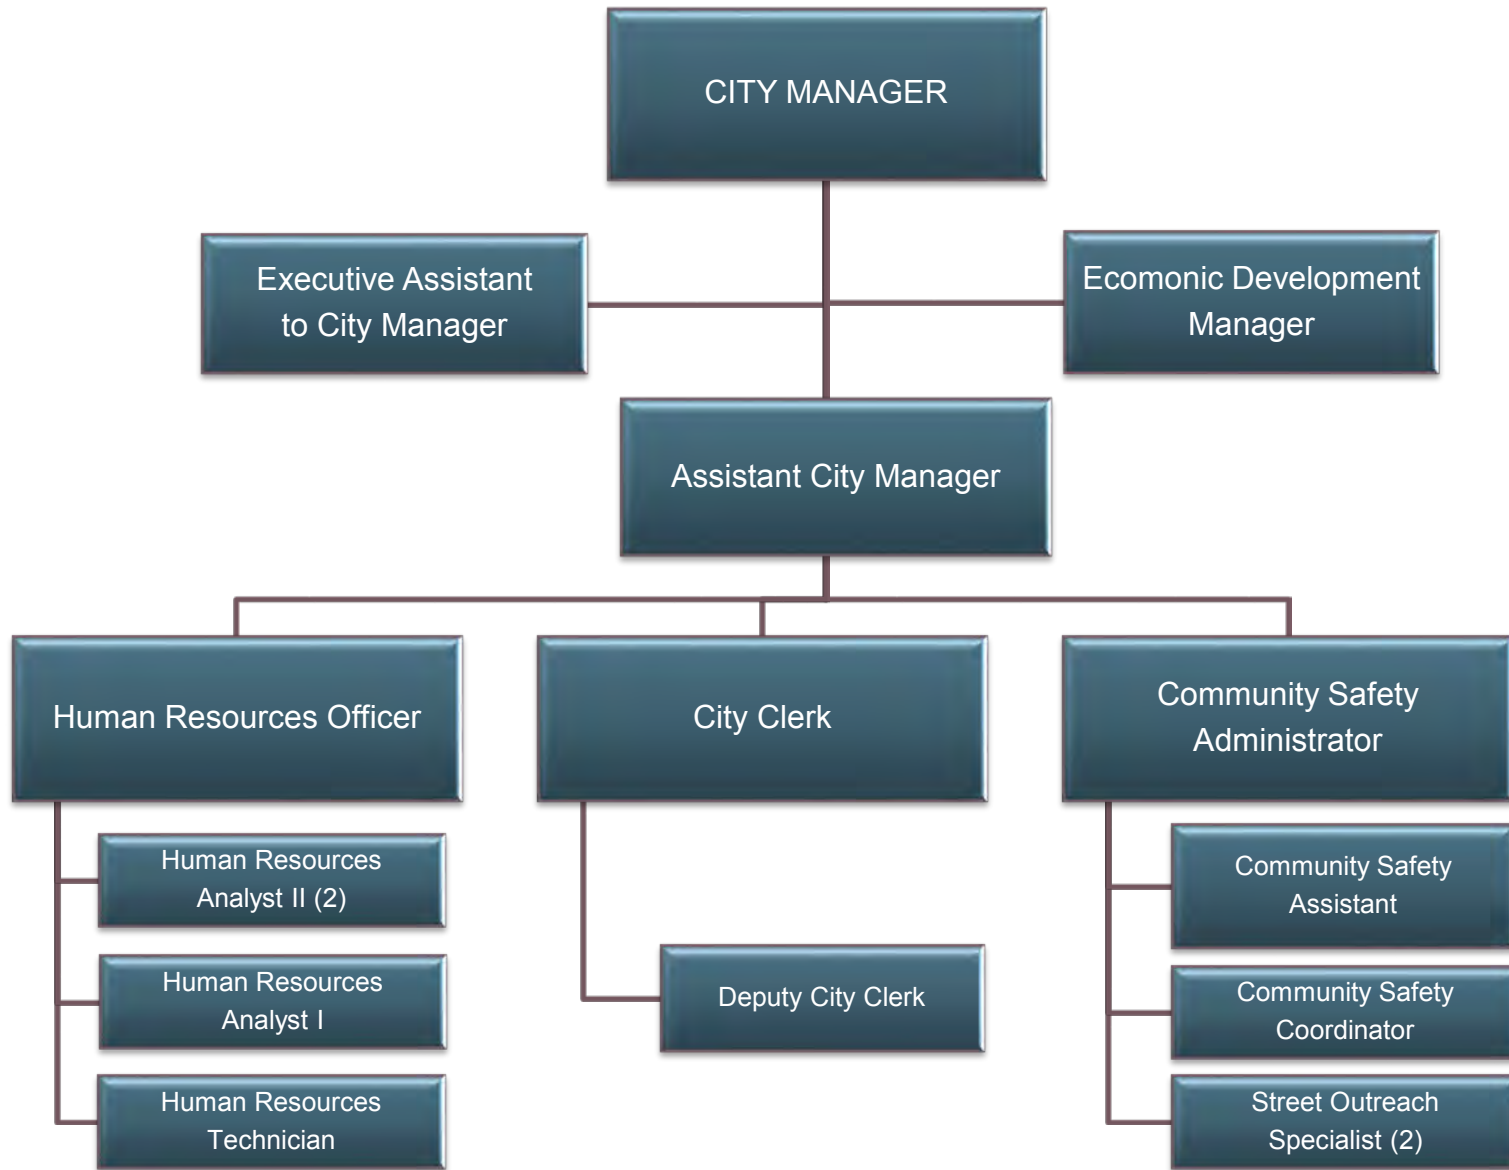 CITY MANAGER
Executive Assistant
to City Manager
Ecomonic Development
Manager
Assistant City Manager
Human Resources Officer
City Clerk
Community Safety
Administrator
Human Resources
Analyst II (2)
Human Resources
Analyst I
Human Resources
Technician
Deputy City Clerk
Community Safety
Assistant
Community Safety
Coordinator
Street Outreach
Specialist (2)